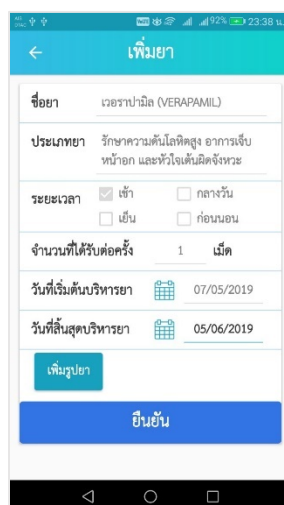 92% 23:38 น.
เพิ่มยา
ชื่อยา เวอราปามิล (VERAPAMIL)
ประเภทยา รักษาความดันโลหิตสูง อาการเจ็บ
หน้าอก และหัวใจเต้นผิดจังหวะ
ระยะเวลา เช้า กลางวัน
เย็น ก่อนนอน
จำนวนที่ได้รับต่อครั้ง 1 เม็ด
วันที่เริ่มต้นบริหารยา 07/05/2019
วันที่สิ้นสุดบริหารยา 05/06/2019
เพิ่มรูปยา
ยืนยัน